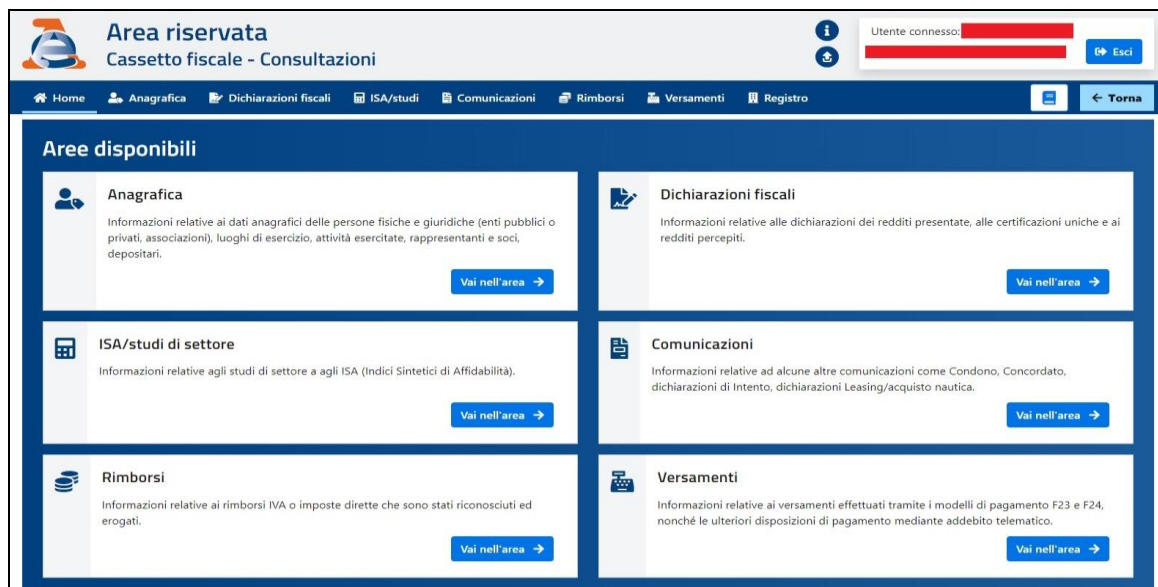 Area riservata
Cassetto fiscale - Consultazioni
Utente connesso:
Esci
Home Anagrafica Dichiarazioni fiscali ISA/studi Comunicazioni Rimborsi Versamenti Registro
Torna
Aree disponibili
Anagrafica
Informazioni relative ai dati anagrafici delle persone fisiche e giuridiche (enti pubblici o
privati, associazioni), luoghi di esercizio, attività esercitate, rappresentanti e soci,
depositari.
Vai nell'area
Dichiarazioni fiscali
Informazioni relative alle dichiarazioni dei redditi presentate, alle certificazioni uniche e ai
redditi percepiti.
Vai nell'area
ISA/studi di settore
Informazioni relative agli studi di settore a agli ISA (Indici Sintetici di Affidabilità).
Vai nell'area
Comunicazioni
Informazioni relative ad alcune altre comunicazioni come Condono, Concordato,
dichiarazioni di Intento, dichiarazioni Leasing/acquisto nautica.
Vai nell'area
Rimborsi
Informazioni relative ai rimborsi IVA o imposte dirette che sono stati riconosciuti ed
erogati.
Vai nell'area
Versamenti
Informazioni relative ai versamenti effettuati tramite i modelli di pagamento F23 e F24,
nonché le ulteriori disposizioni di pagamento mediante addebito telematico.
Vai nell'area